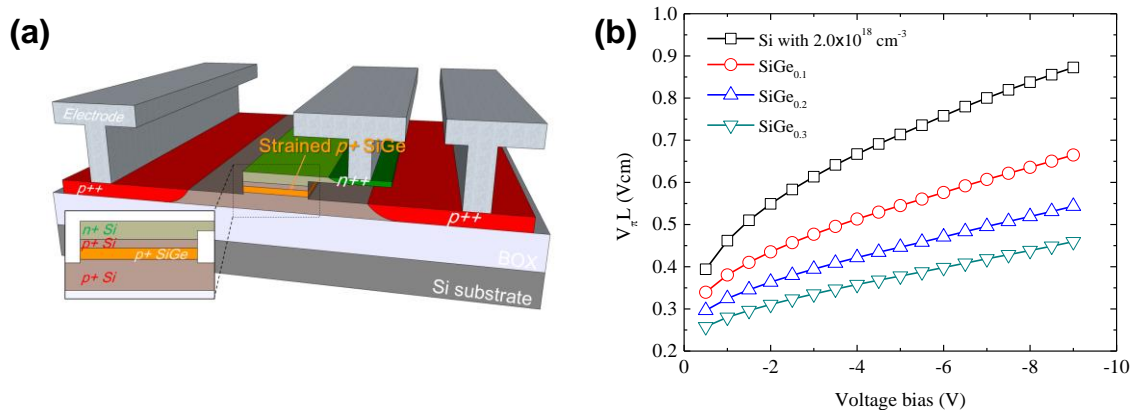 (a)
Electrode
Strained p+ SiGe
n++
p++
p++
n+ Si
p+ Si
p+ SiGe
p+ Si
BOX
Si substrate
(b)
Si with 2.0x10¹⁸ cm⁻³
SiGe₀.₁
SiGe₀.₂
SiGe₀.₃
VπL (Vcm)
1.0
0.9
0.8
0.7
0.6
0.5
0.4
0.3
0.2
0 -2 -4 -6 -8 -10
Voltage bias (V)